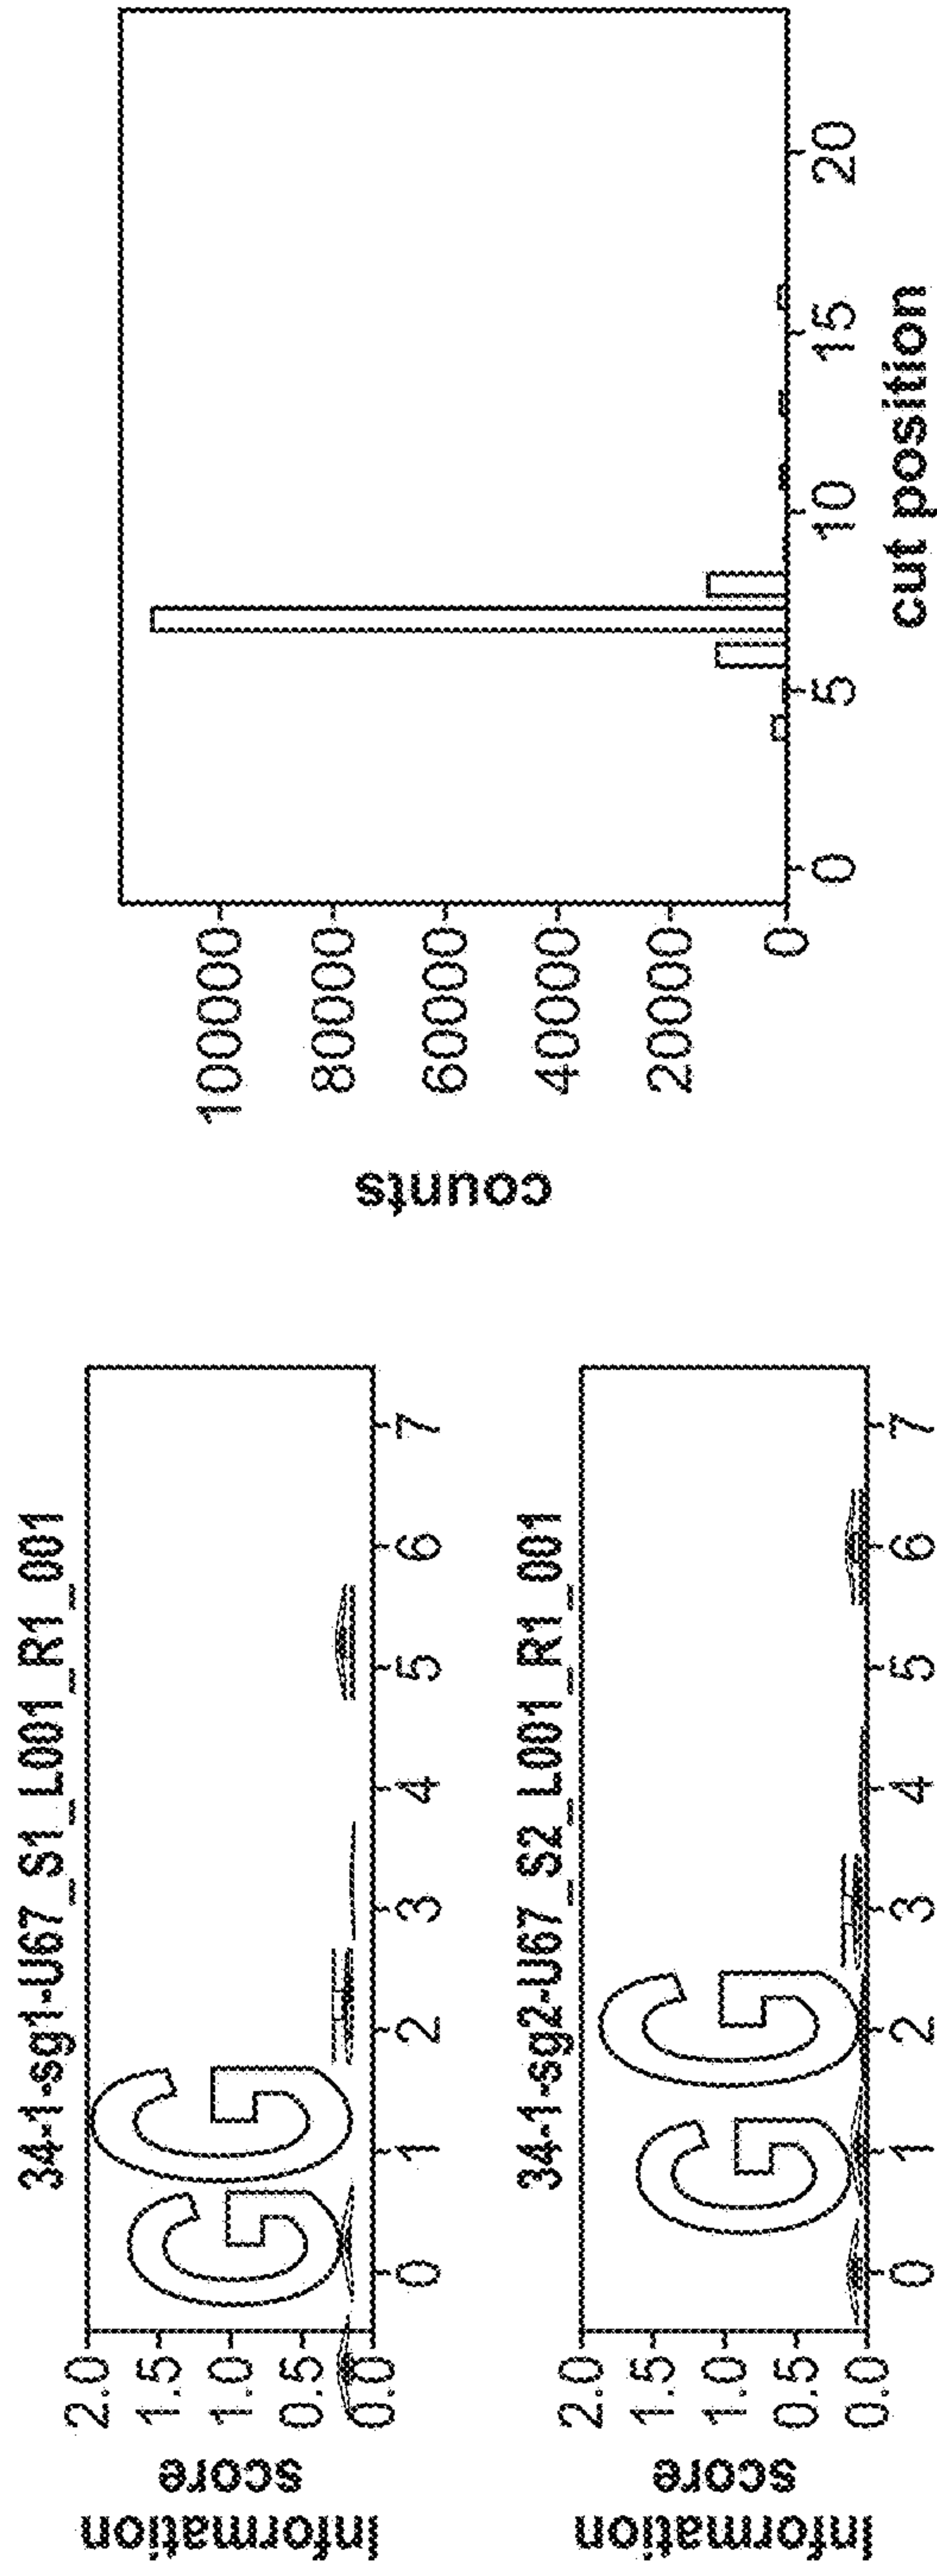 34-1-sg1-U67_S1_L001_R1_001
Information
score
2.0
1.5
1.0
0.5
0.0
G G
0 1 2 3 4 5 6 7
34-1-sg2-U67_S2_L001_R1_001
Information
score
2.0
1.5
1.0
0.5
0.0
G G
0 1 2 3 4 5 6 7
counts
100000
80000
60000
40000
20000
0
0 5 10 15 20
cut position